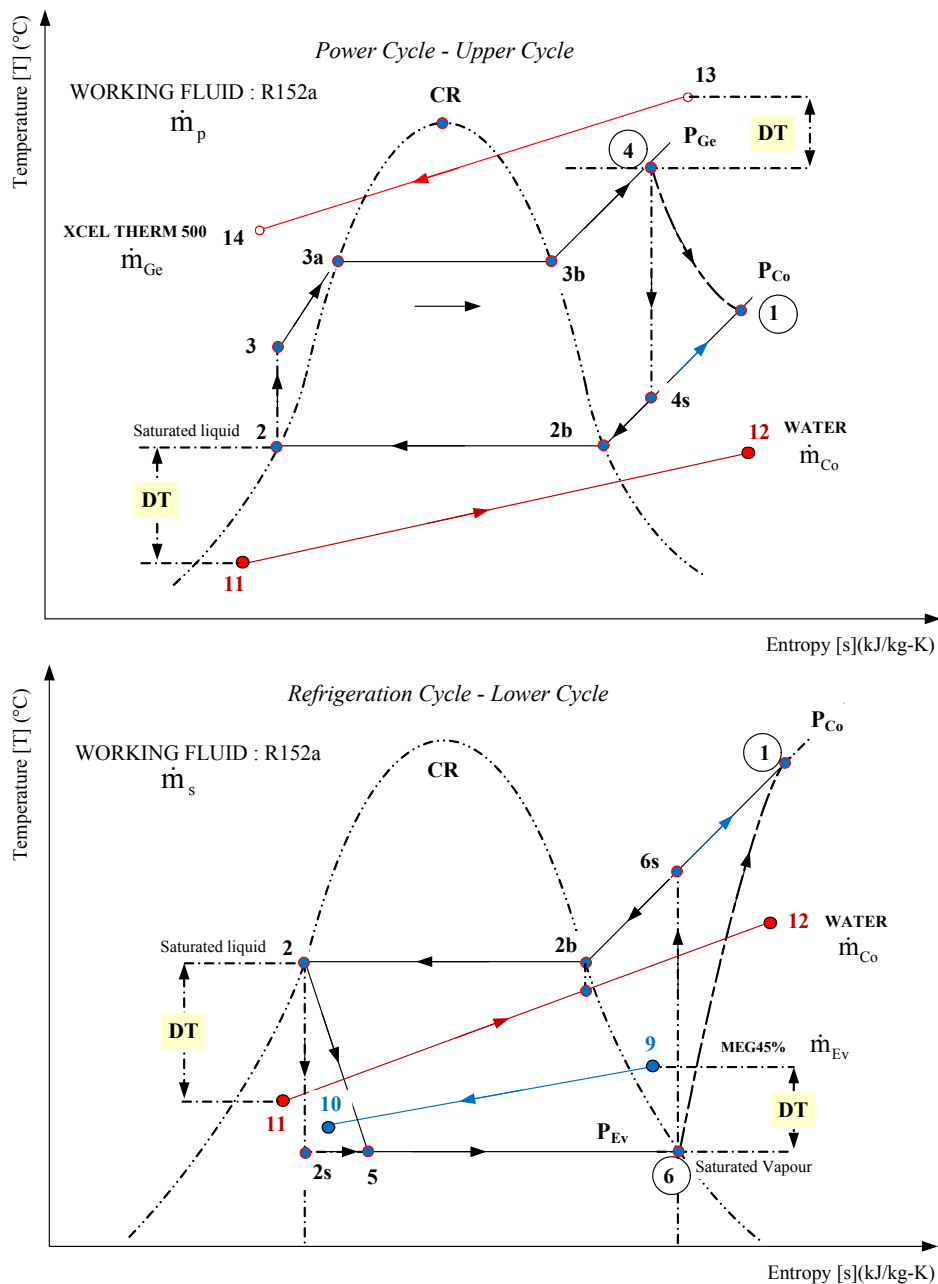 Temperature [T] (°C)
Power Cycle - Upper Cycle
WORKING FLUID : R152a
ṁp
CR
13
DT
PGe
4
XCEL THERM 500
ṁGe
14
3a
3b
PCo
1
3
4s
Saturated liquid
2
2b
12
WATER
ṁCo
DT
11
Entropy [s](kJ/kg-K)
Temperature [T] (°C)
Refrigeration Cycle - Lower Cycle
WORKING FLUID : R152a
ṁs
CR
PCo
1
6s
12
WATER
ṁCo
Saturated liquid
2
2b
DT
9
MEG45%
ṁEv
11
10
DT
PEv
2s
5
6
Saturated Vapour
Entropy [s](kJ/kg-K)